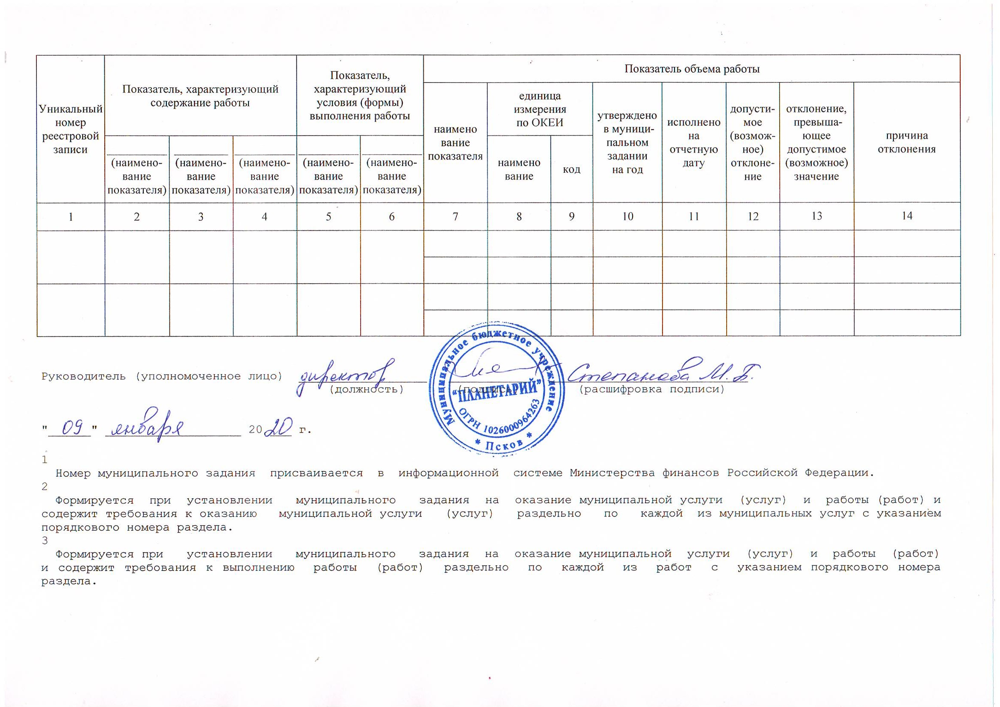 Уникальный
номер
реестровой
записи
Показатель, характеризующий
содержание работы
Показатель,
характеризующий
условия (формы)
выполнения работы
Показатель объема работы
наимено
вание
показателя
единица
измерения
по ОКЕИ
утверждено
в муници-
пальном
задании
на год
исполнено
на
отчетную
дату
допусти-
мое
(возмож-
ное)
отклоне-
ние
отклонение,
превыша-
ющее
допустимое
(возможное)
значение
причина
отклонения
(наимено-
вание
показателя)
(наимено-
вание
показателя)
(наимено-
вание
показателя)
(наимено-
вание
показателя)
(наимено-
вание
показателя)
наимено
вание
код
1 2 3 4 5 6 7 8 9 10 11 12 13 14
Руководитель (уполномоченное лицо) директор Степанова М.Б.
(должность) (подпись) (расшифровка подписи)
Муниципальное бюджетное учреждение
“ПЛАНЕТАРИЙ”
ОГРН 1026000964263
* Псков *
"09" января 2020 г.
1
Номер муниципального задания присваивается в информационной системе Министерства финансов Российской Федерации.
2
Формируется при установлении муниципального задания на оказание муниципальной услуги (услуг) и работы (работ) и
содержит требования к оказанию муниципальной услуги (услуг) раздельно по каждой из муниципальных услуг с указанием
порядкового номера раздела.
3
Формируется при установлении муниципального задания на оказание муниципальной услуги (услуг) и работы (работ)
и содержит требования к выполнению работы (работ) раздельно по каждой из работ с указанием порядкового номера
раздела.